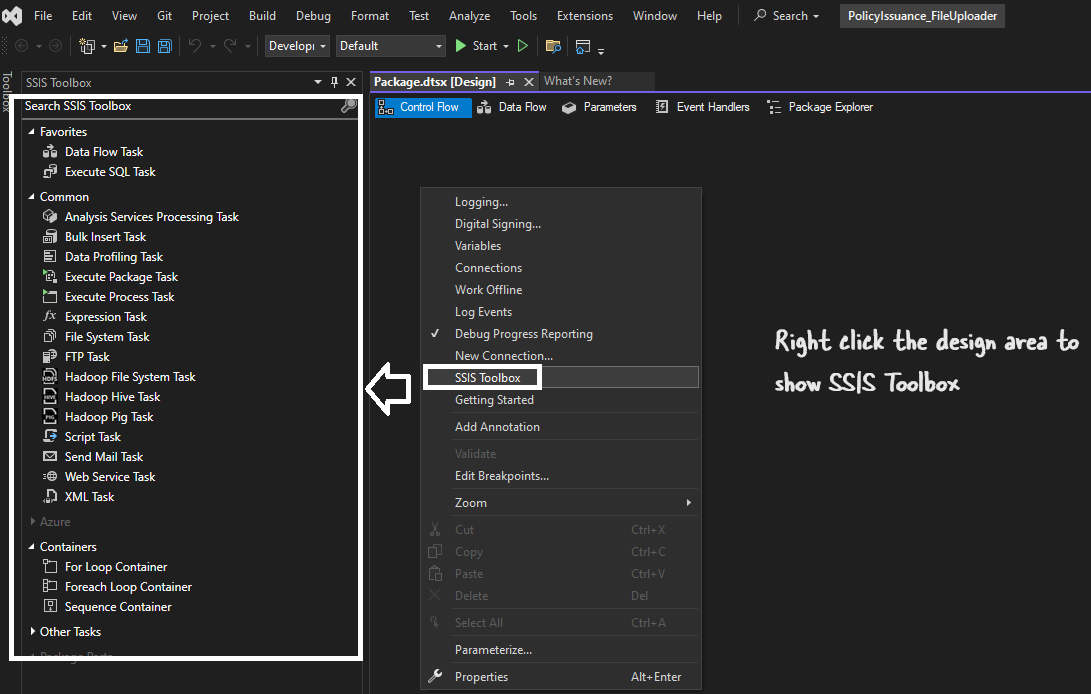 File Edit View Git Project Build Debug Format Test Analyze Tools Extensions Window Help Search PolicyIssuance_FileUploader
Develop Default Start
Toolbox
SSIS Toolbox
Package.dtsx [Design] What's New?
Search SSIS Toolbox
Control Flow Data Flow Parameters Event Handlers Package Explorer
Favorites
Data Flow Task
Execute SQL Task
Common
Analysis Services Processing Task
Bulk Insert Task
Data Profiling Task
Execute Package Task
Execute Process Task
fx Expression Task
File System Task
FTP Task
Hadoop File System Task
Hadoop Hive Task
Hadoop Pig Task
Script Task
Send Mail Task
Web Service Task
XML Task
Azure
Containers
For Loop Container
Foreach Loop Container
Sequence Container
Other Tasks
Package Parts
Logging...
Digital Signing...
Variables
Connections
Work Offline
Log Events
Debug Progress Reporting
New Connection...
SSIS Toolbox
Getting Started
Add Annotation
Validate
Edit Breakpoints...
Zoom
Cut Ctrl+X
Copy Ctrl+C
Paste Ctrl+V
Delete Del
Select All Ctrl+A
Parameterize...
Properties Alt+Enter
Right click the design area to
show SSIS Toolbox